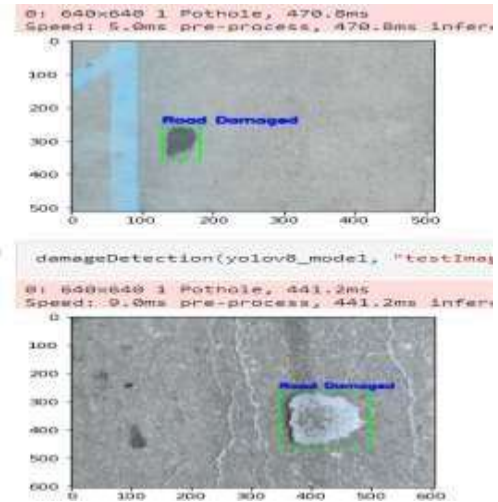 0: 640x640 1 Pothole, 470.8ms
Speed: 5.0ms pre-process, 470.8ms infere
0
100
1
200
Road Damaged
300
400
500
0 100 200 300 400 500
damageDetection(yolov8_model, "testImag
0: 640x640 1 Pothole, 441.2ms
Speed: 9.0ms pre-process, 441.2ms infere
0
100
200
Road Damaged
300
400
500
600
0 100 200 300 400 500 600